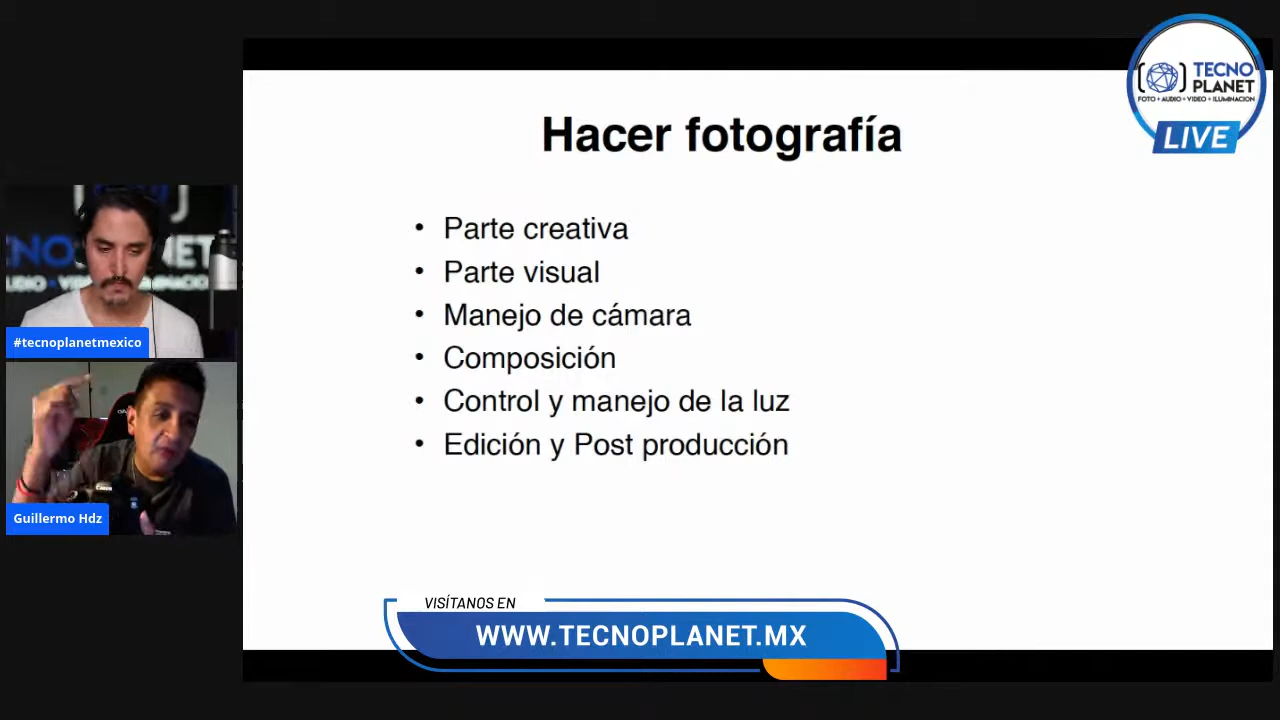 TECNO
PLANET
FOTO + AUDIO + VIDEO + ILUMINACION
LIVE
Hacer fotografía
• Parte creativa
• Parte visual
• Manejo de cámara
• Composición
• Control y manejo de la luz
• Edición y Post producción
#tecnoplanetmexico
Guillermo Hdz
VISÍTANOS EN
WWW.TECNOPLANET.MX